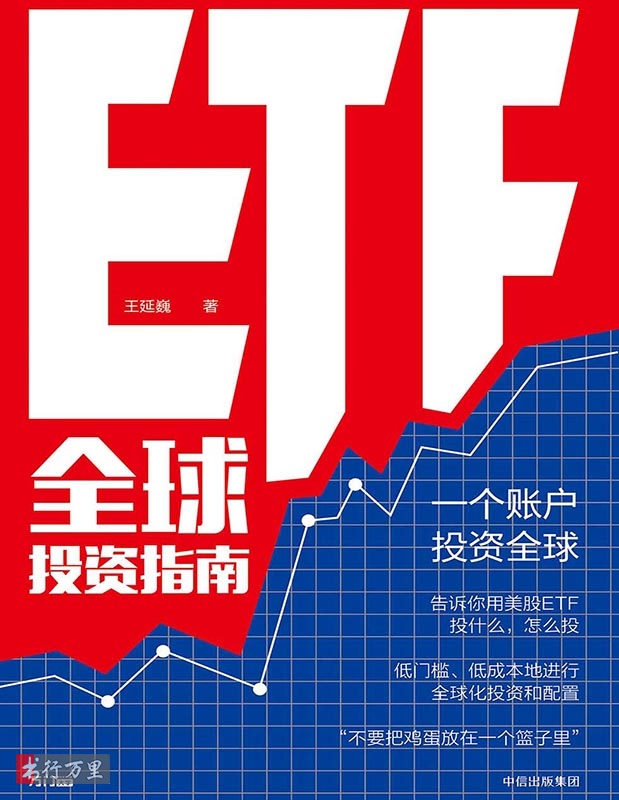 ETF
王延巍 著
全球
投资指南
一个账户
投资全球
告诉你用美股ETF
投什么，怎么投
低门槛、低成本地进行
全球化投资和配置
“不要把鸡蛋放在一个篮子里”
书行万里
中信出版集团